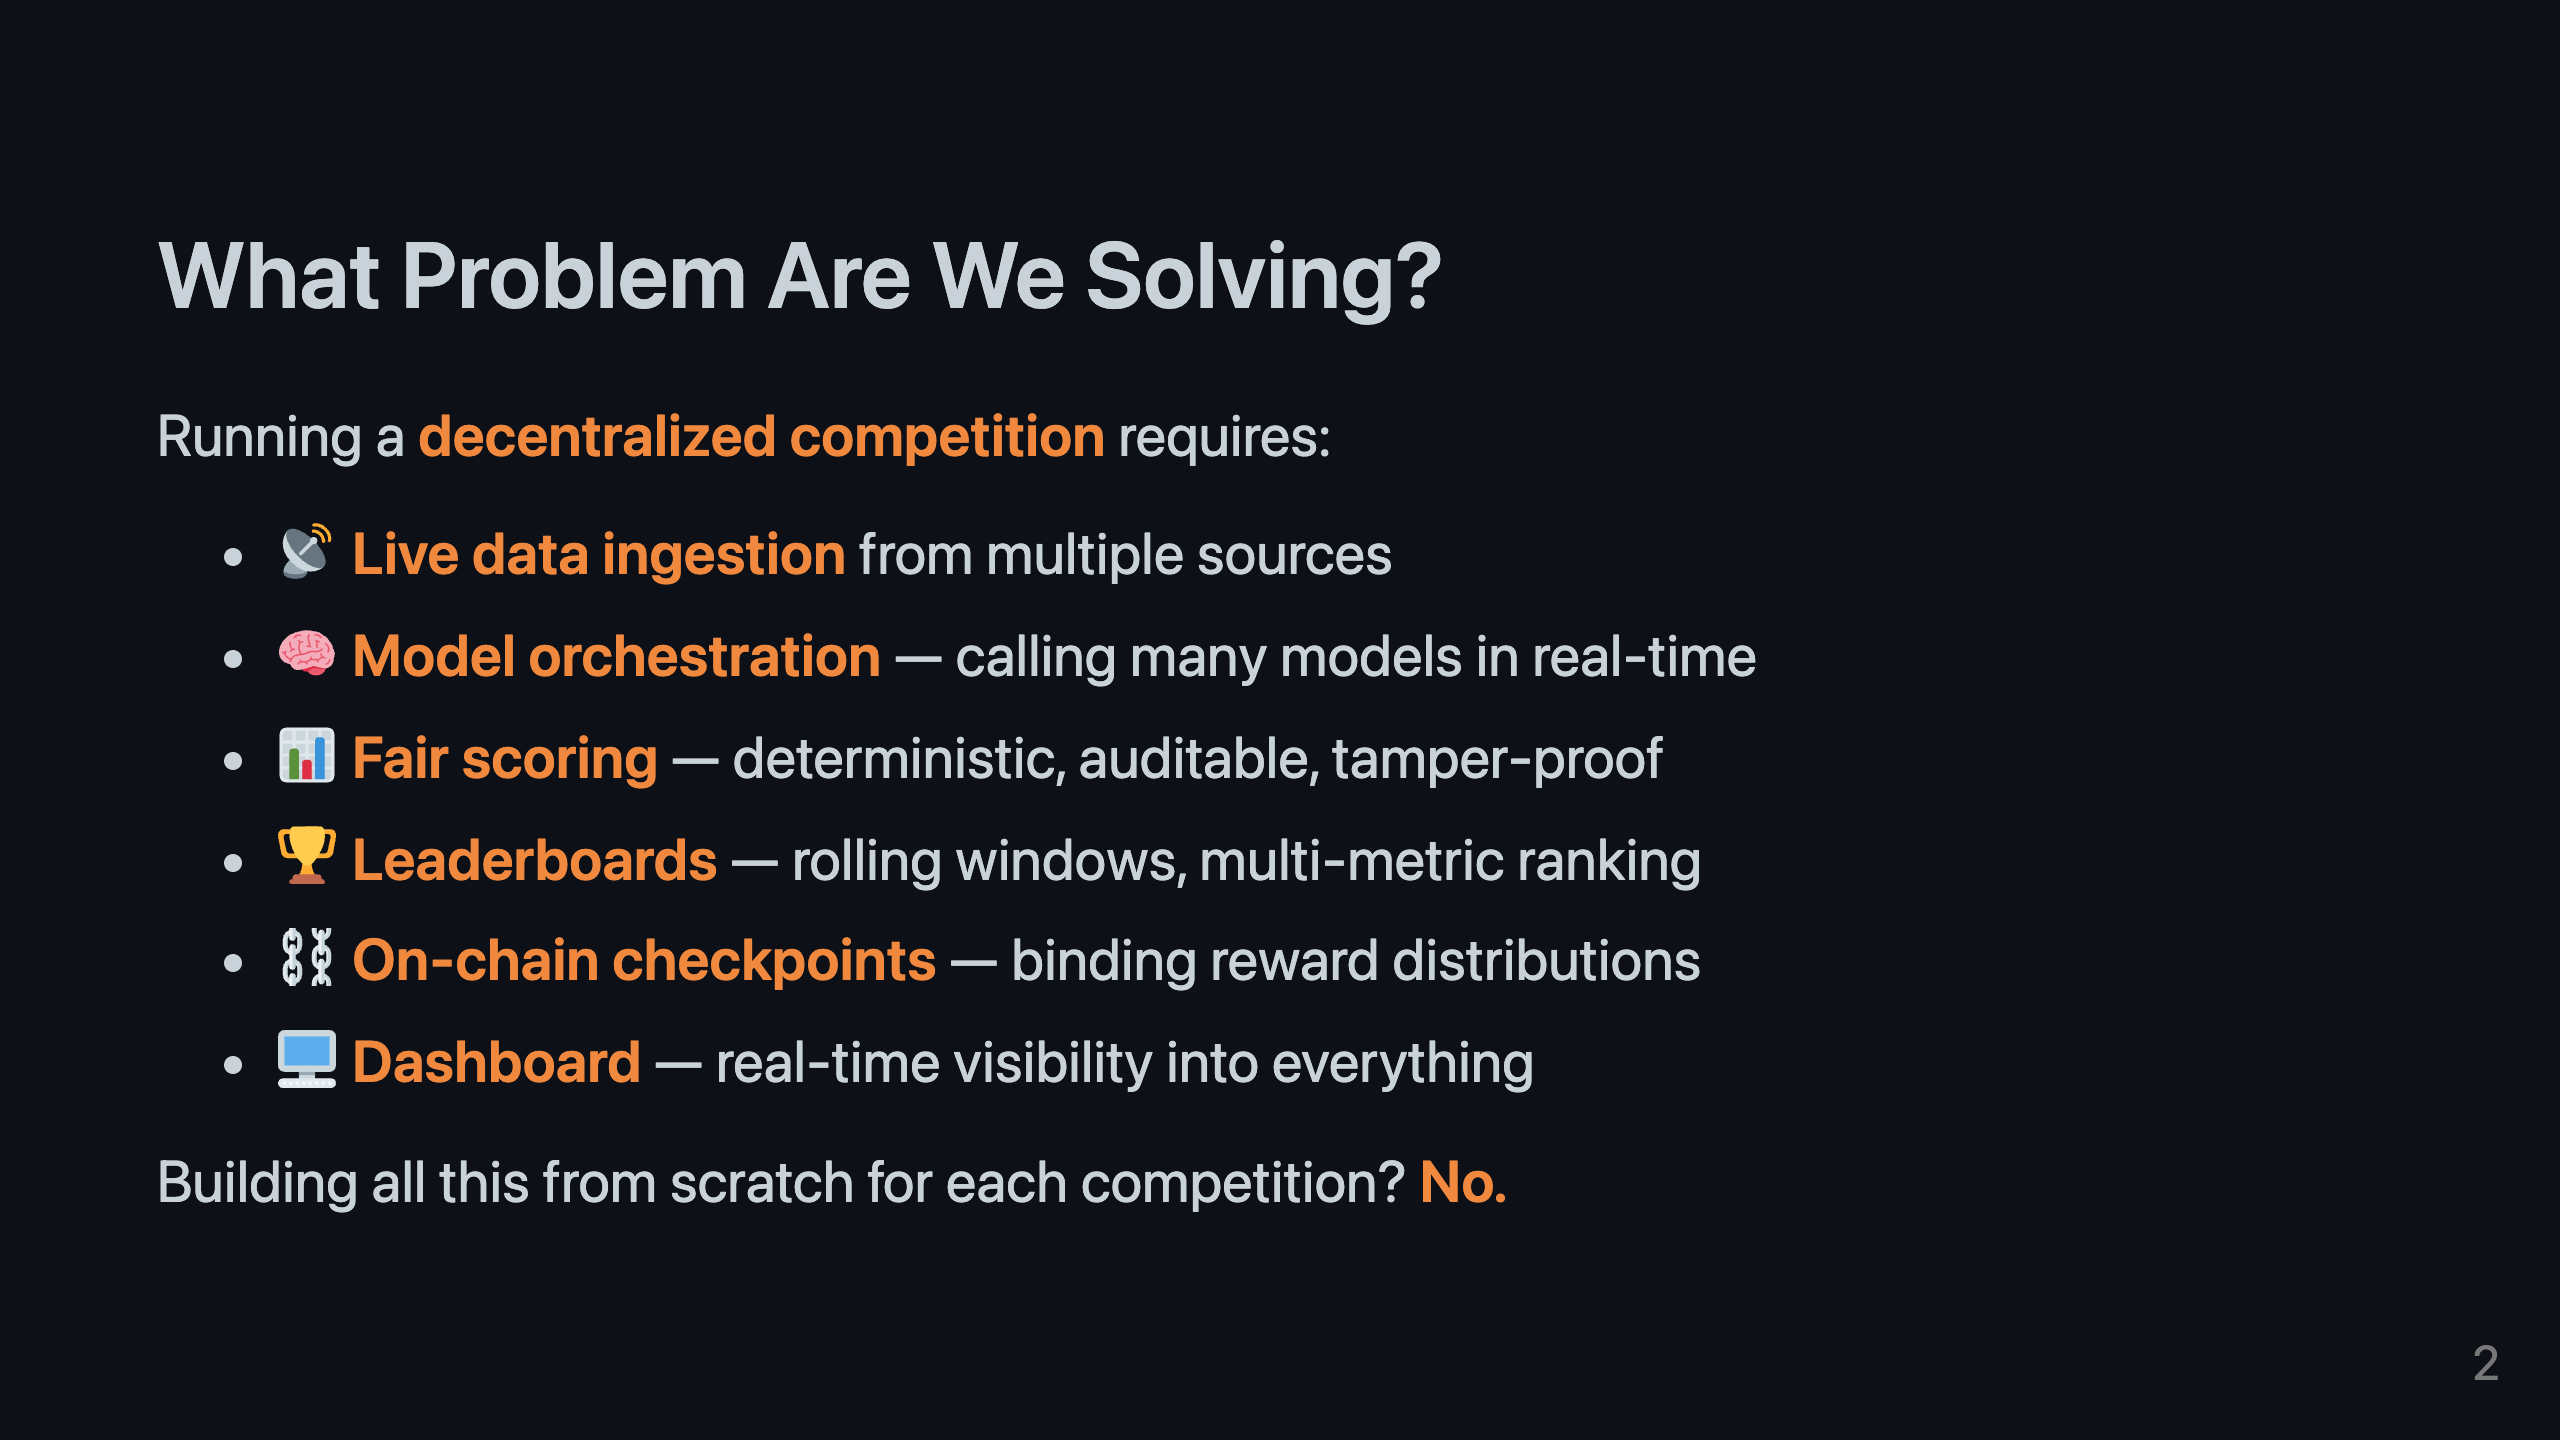 What Problem Are We Solving?
Running a decentralized competition requires:
• 📡 Live data ingestion from multiple sources
• 🧠 Model orchestration — calling many models in real-time
• 📊 Fair scoring — deterministic, auditable, tamper-proof
• 🏆 Leaderboards — rolling windows, multi-metric ranking
• ⛓️ On-chain checkpoints — binding reward distributions
• 🖥️ Dashboard — real-time visibility into everything
Building all this from scratch for each competition? No.
2